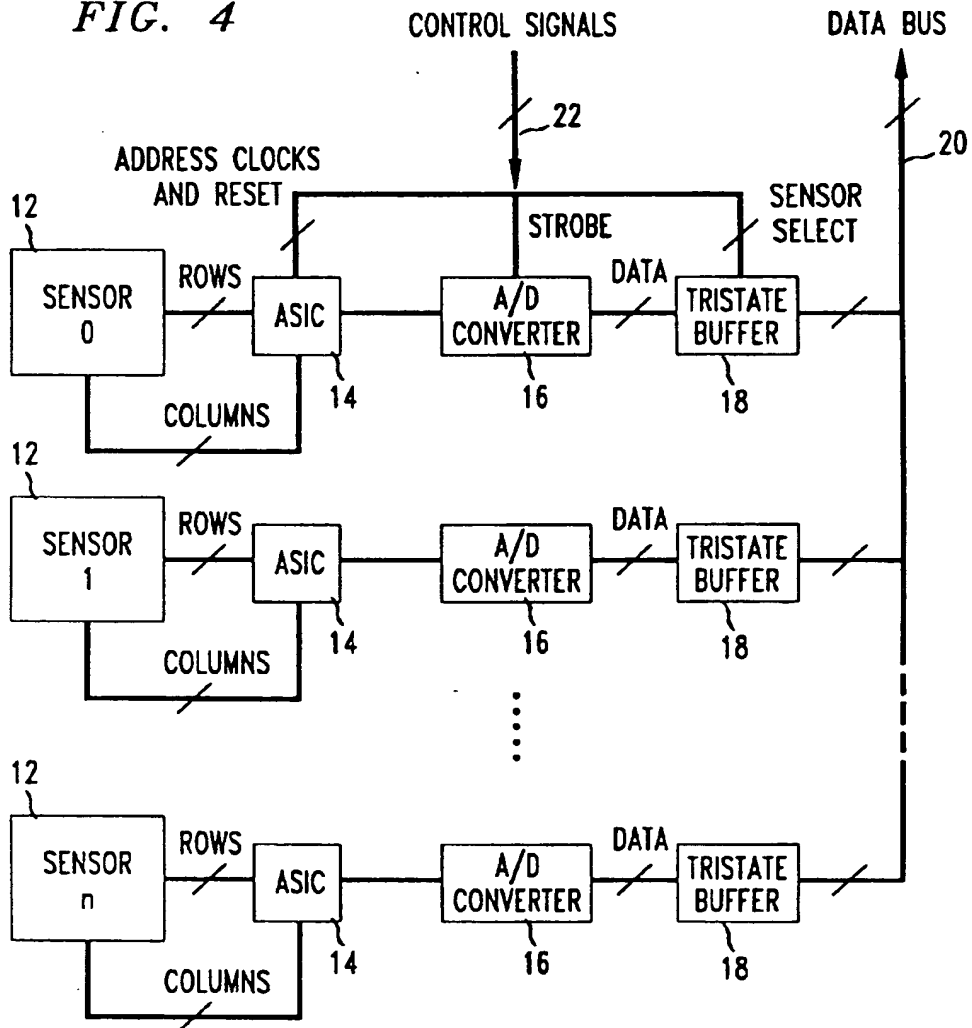 FIG. 4
CONTROL SIGNALS
DATA BUS
22
20
ADDRESS CLOCKS
AND RESET
STROBE
SENSOR
SELECT
12
SENSOR
0
ROWS
ASIC
14
COLUMNS
A/D
CONVERTER
16
DATA
TRISTATE
BUFFER
18
12
SENSOR
1
ROWS
ASIC
14
COLUMNS
A/D
CONVERTER
16
DATA
TRISTATE
BUFFER
18
12
SENSOR
n
ROWS
ASIC
14
COLUMNS
A/D
CONVERTER
16
DATA
TRISTATE
BUFFER
18